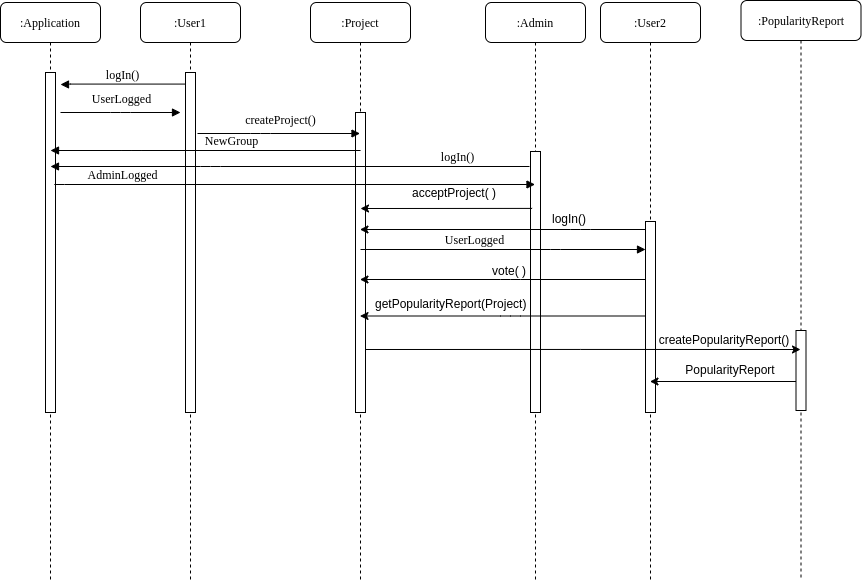 :Application
:User1
:Project
:Admin
:User2
:PopularityReport
logIn()
UserLogged
createProject()
NewGroup
logIn()
AdminLogged
acceptProject( )
logIn()
UserLogged
vote( )
getPopularityReport(Project)
createPopularityReport()
PopularityReport